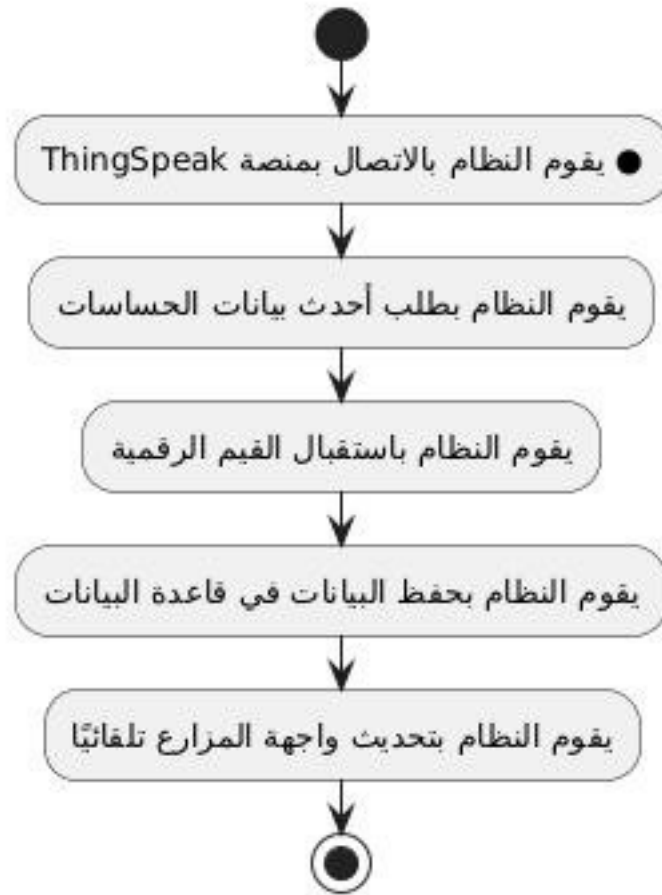 ● يقوم النظام بالاتصال بمنصة ThingSpeak
يقوم النظام بطلب أحدث بيانات الحساسات
يقوم النظام باستقبال القيم الرقمية
يقوم النظام بحفظ البيانات في قاعدة البيانات
يقوم النظام بتحديث واجهة المزارع تلقائيًا